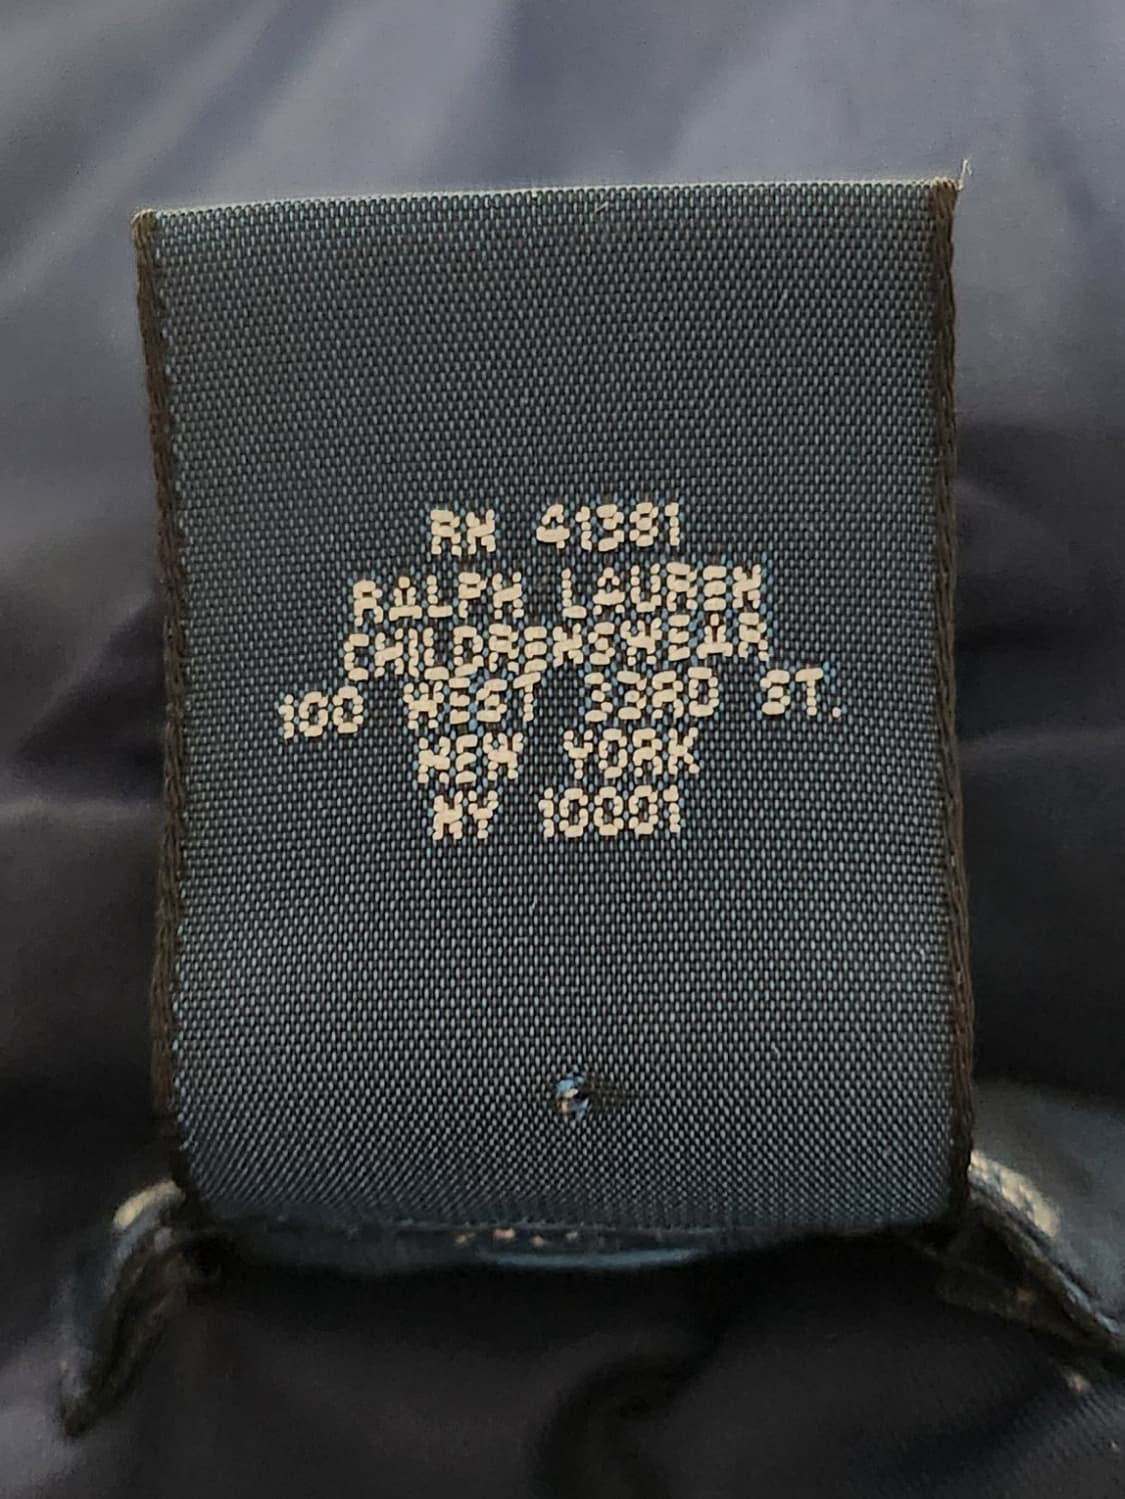 RN 41381
RALPH LAUREN
CHILDRENSWEAR
100 WEST 33RD ST.
NEW YORK
NY 10001